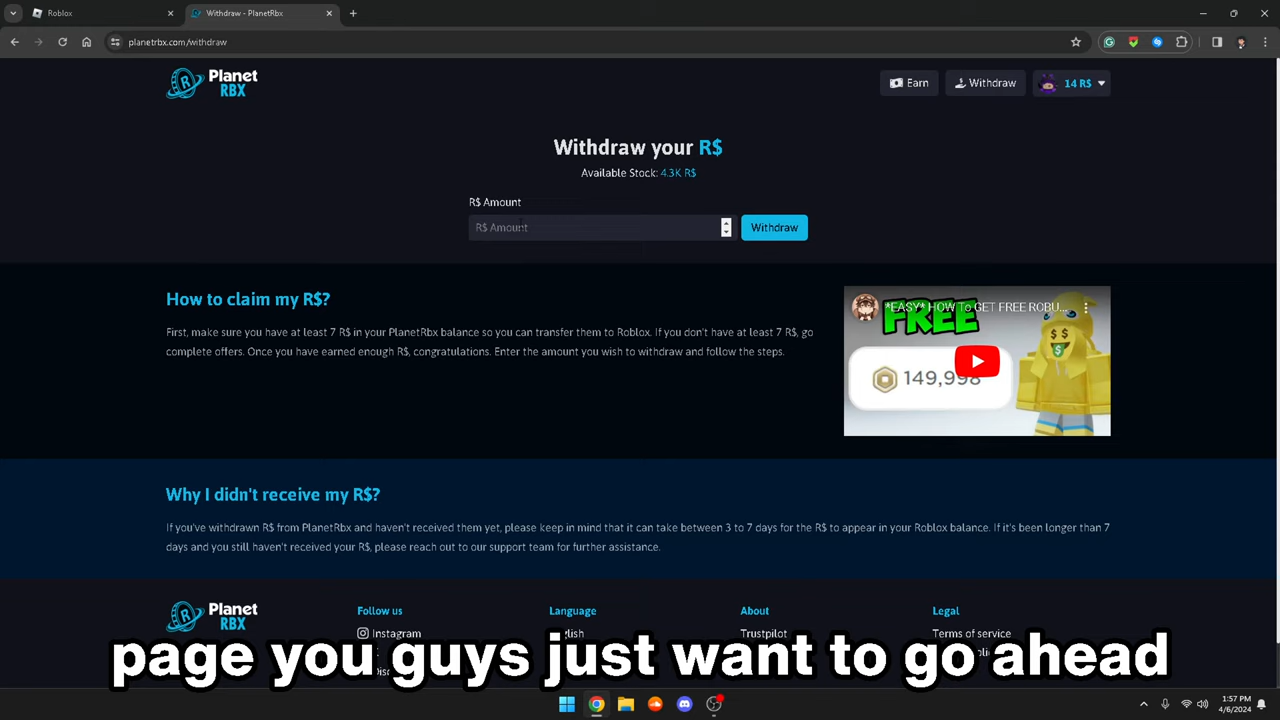 Roblox
Withdraw - PlanetRbx
planetrbx.com/withdraw
Planet
RBX
Earn
Withdraw
14 R$
Withdraw your R$
Available Stock: 4.3K R$
R$ Amount
R$ Amount
Withdraw
How to claim my R$?
First, make sure you have at least 7 R$ in your PlanetRbx balance so you can transfer them to Roblox. If you don't have at least 7 R$, go
complete offers. Once you have earned enough R$, congratulations. Enter the amount you wish to withdraw and follow the steps.
*EASY* HOW To GET FREE ROBU...
FREE
149,998
Why I didn't receive my R$?
If you've withdrawn R$ from PlanetRbx and haven't received them yet, please keep in mind that it can take between 3 to 7 days for the R$ to appear in your Roblox balance. If it's been longer than 7
days and you still haven't received your R$, please reach out to our support team for further assistance.
Planet
RBX
Follow us
Language
About
Legal
Instagram
Trustpilot
Terms of service
page you guys just want to go ahead
1:57 PM
4/6/2024